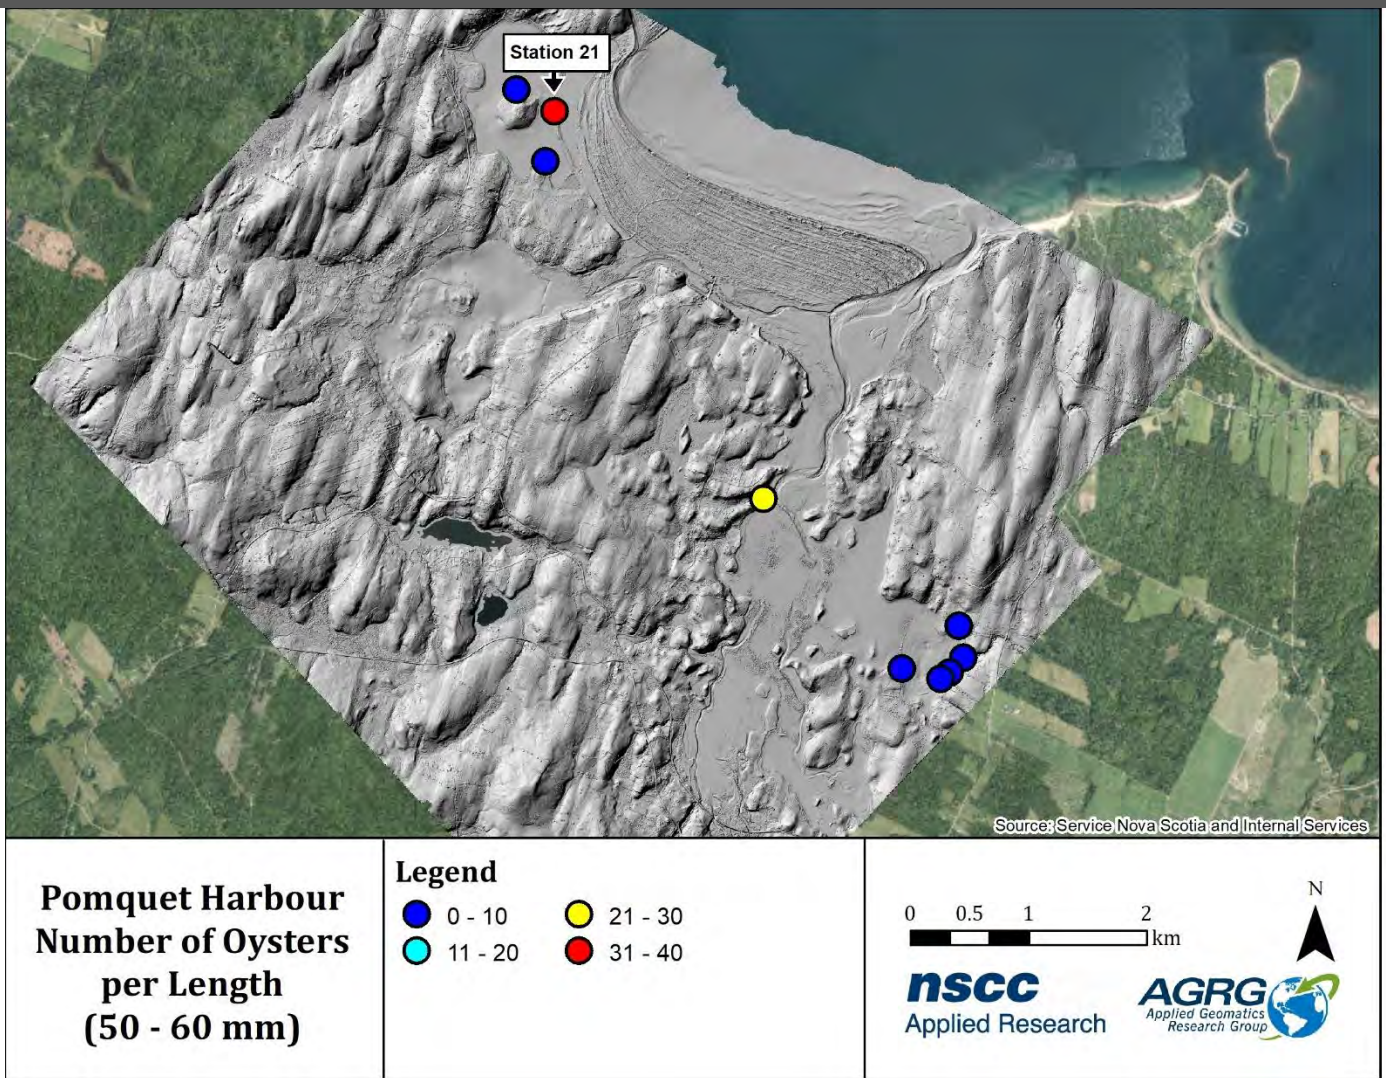 Station 21
Source: Service Nova Scotia and Internal Services
Pomquet Harbour
Number of Oysters
per Length
(50 - 60 mm)
Legend
0 - 10
11 - 20
21 - 30
31 - 40
0 0.5 1 2
km
N
nscc
Applied Research
AGRG
Applied Geomatics
Research Group